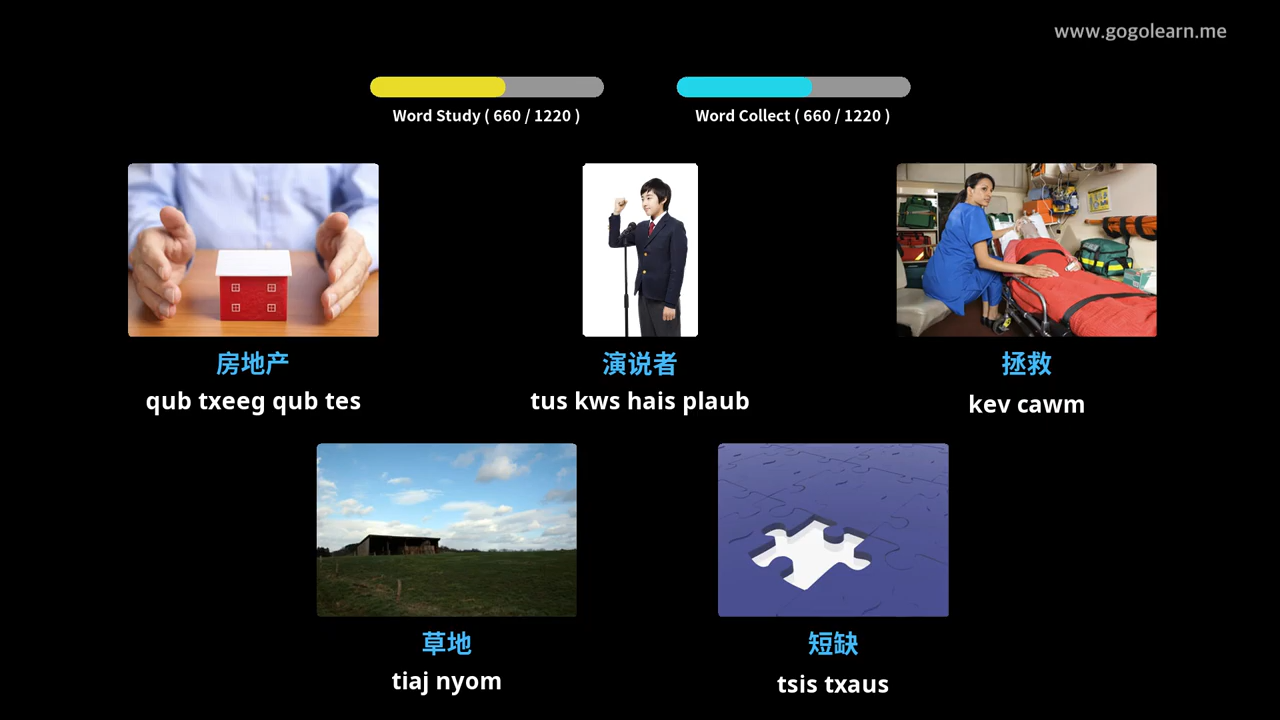 www.gogolearn.me
Word Study ( 660 / 1220 )
Word Collect ( 660 / 1220 )
房地产
qub txeeg qub tes
演说者
tus kws hais plaub
拯救
kev cawm
草地
tiaj nyom
短缺
tsis txaus